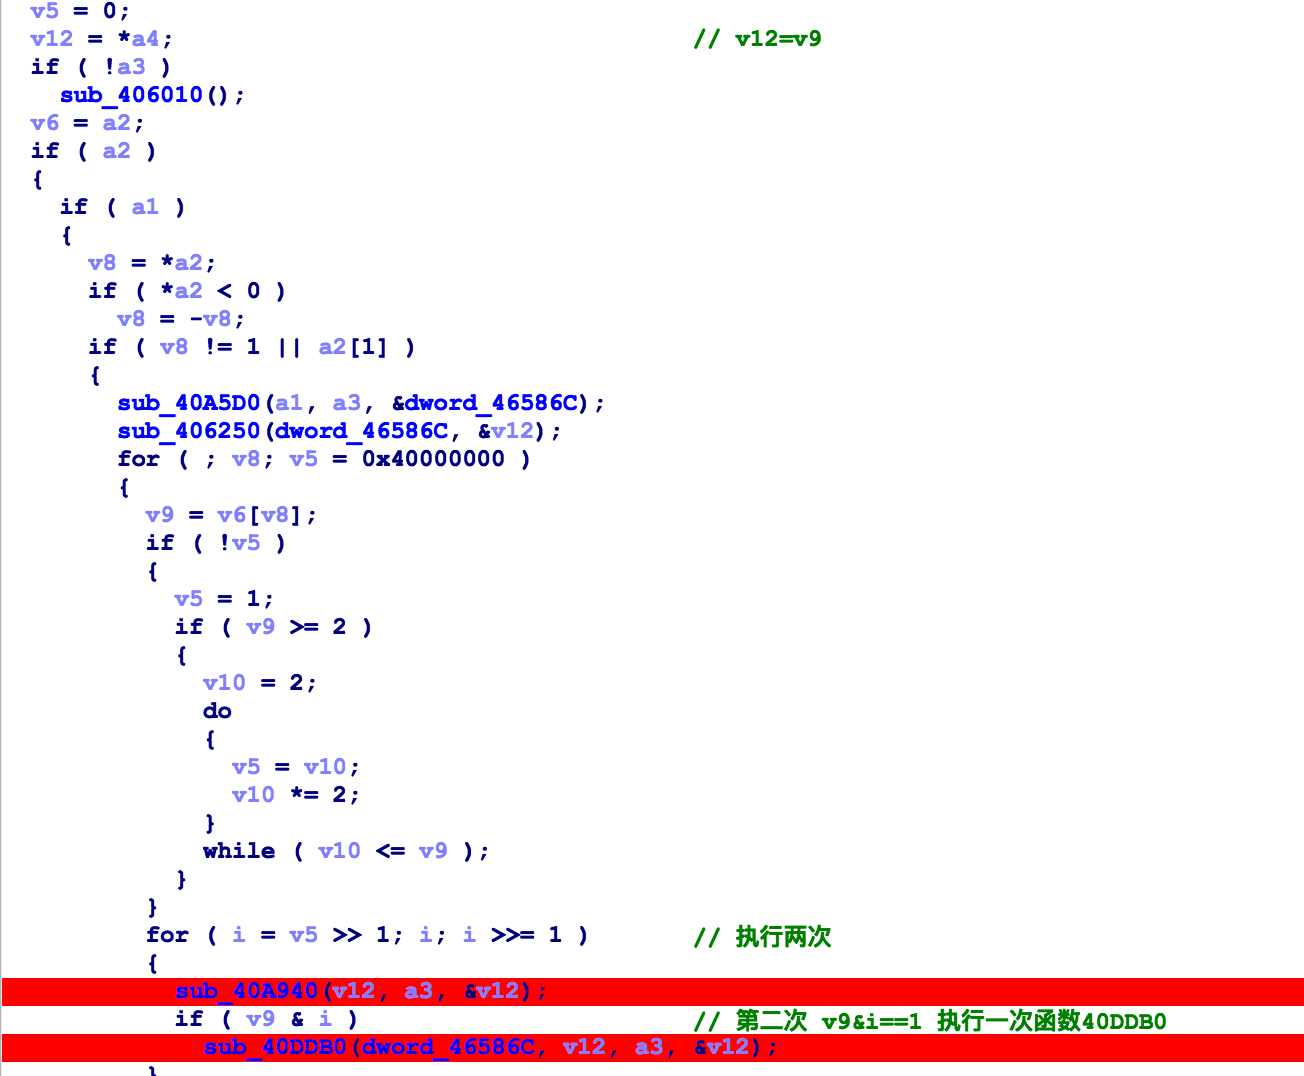 v5 = 0;
v12 = *a4; // v12=v9
if ( !a3 )
sub_406010();
v6 = a2;
if ( a2 )
{
if ( a1 )
{
v8 = *a2;
if ( *a2 < 0 )
v8 = -v8;
if ( v8 != 1 || a2[1] )
{
sub_40A5D0(a1, a3, &dword_46586C);
sub_406250(dword_46586C, &v12);
for ( ; v8; v5 = 0x40000000 )
{
v9 = v6[v8];
if ( !v5 )
{
v5 = 1;
if ( v9 >= 2 )
{
v10 = 2;
do
{
v5 = v10;
v10 *= 2;
}
while ( v10 <= v9 );
}
}
for ( i = v5 >> 1; i; i >>= 1 ) // 执行两次
{
sub_40A940(v12, a3, &v12);
if ( v9 & i ) // 第二次 v9&i==1 执行一次函数40DDB0
sub_40DDB0(dword_46586C, v12, a3, &v12);
}